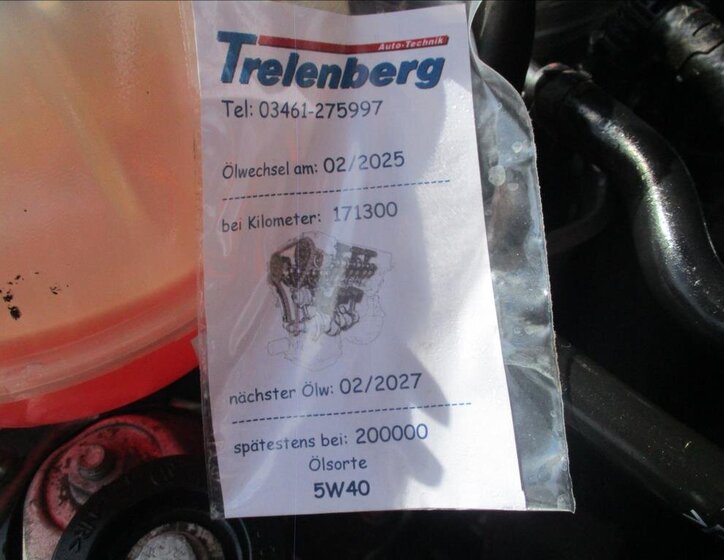 Auto-Technik
Trelenberg
Tel: 03461-275997
Ölwechsel am: 02/2025
bei Kilometer: 171300
nächster Ölw: 02/2027
spätestens bei: 200000
Ölsorte
5W40